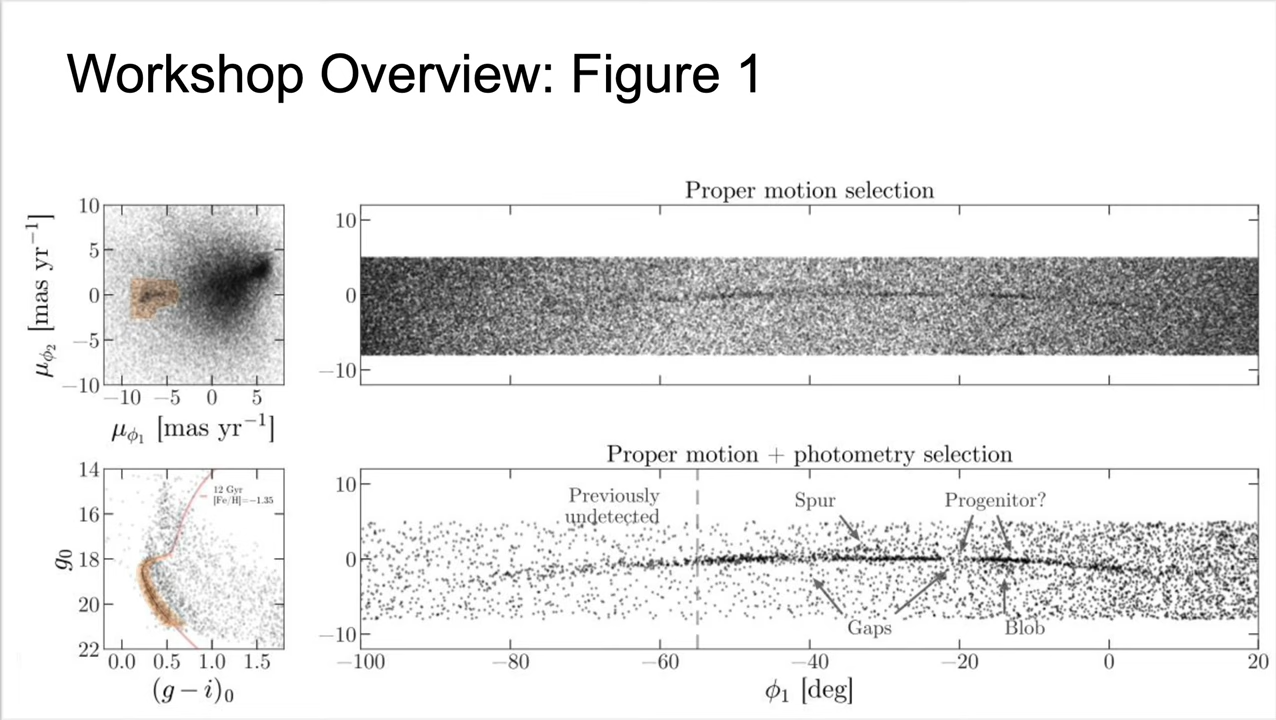 Workshop Overview: Figure 1
Proper motion selection
10
5
0
−5
−10
μϕ2 [mas yr−1]
−10 −5 0 5
μϕ1 [mas yr−1]
10
0
−10
Proper motion + photometry selection
14
16
18
20
22
g0
12 Gyr
[Fe/H]=−1.35
0.0 0.5 1.0 1.5
(g − i)0
10
0
−10
Previously
undetected
Spur
Progenitor?
Gaps
Blob
−100 −80 −60 −40 −20 0 20
ϕ1 [deg]